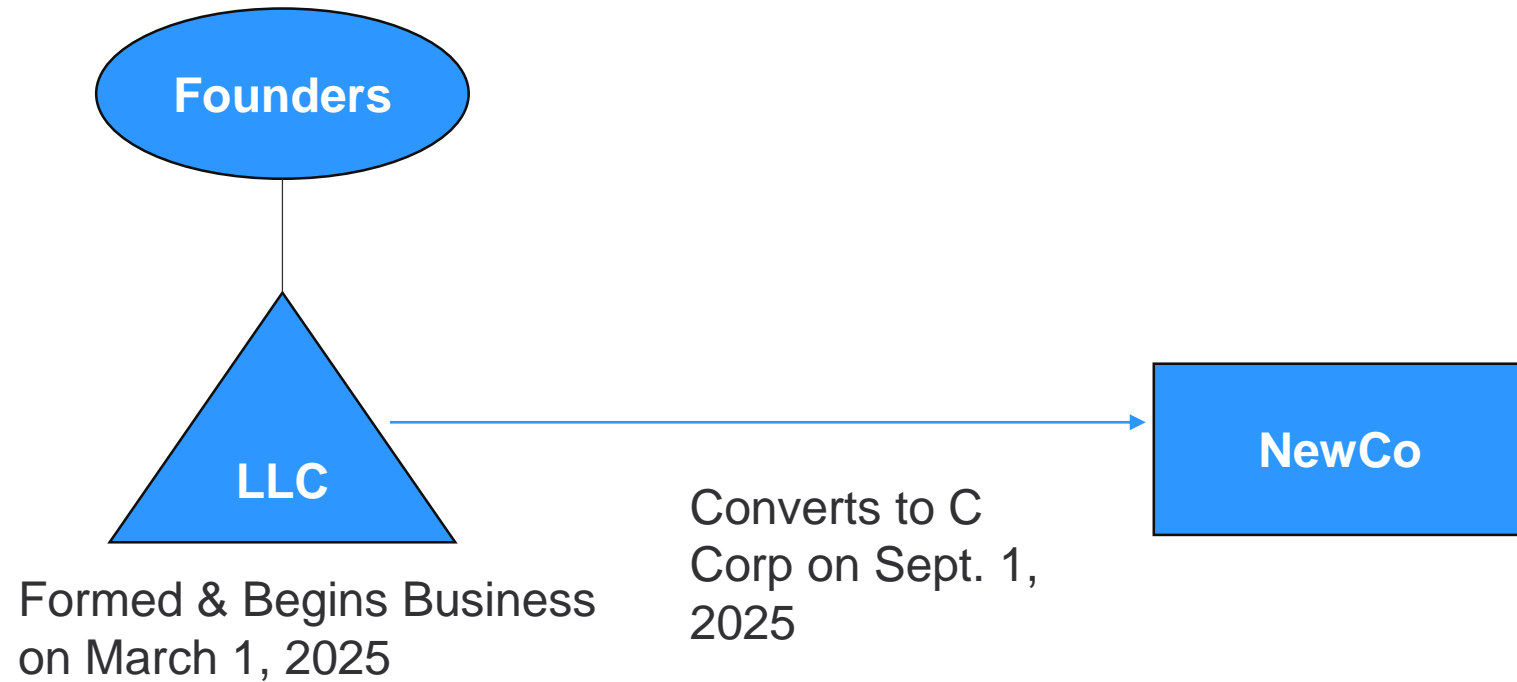 Founders
LLC
Formed & Begins Business
on March 1, 2025
Converts to C
Corp on Sept. 1,
2025
NewCo